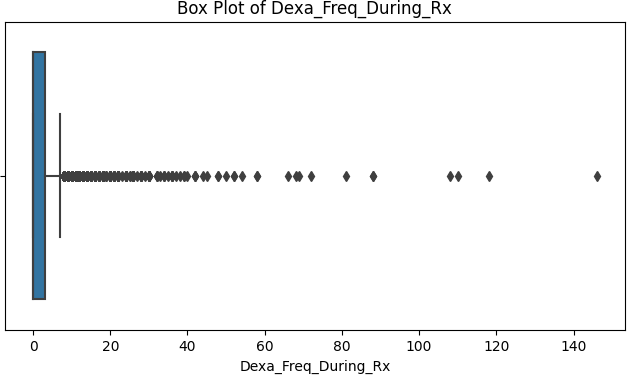 Box Plot of Dexa_Freq_During_Rx
0 20 40 60 80 100 120 140
Dexa_Freq_During_Rx